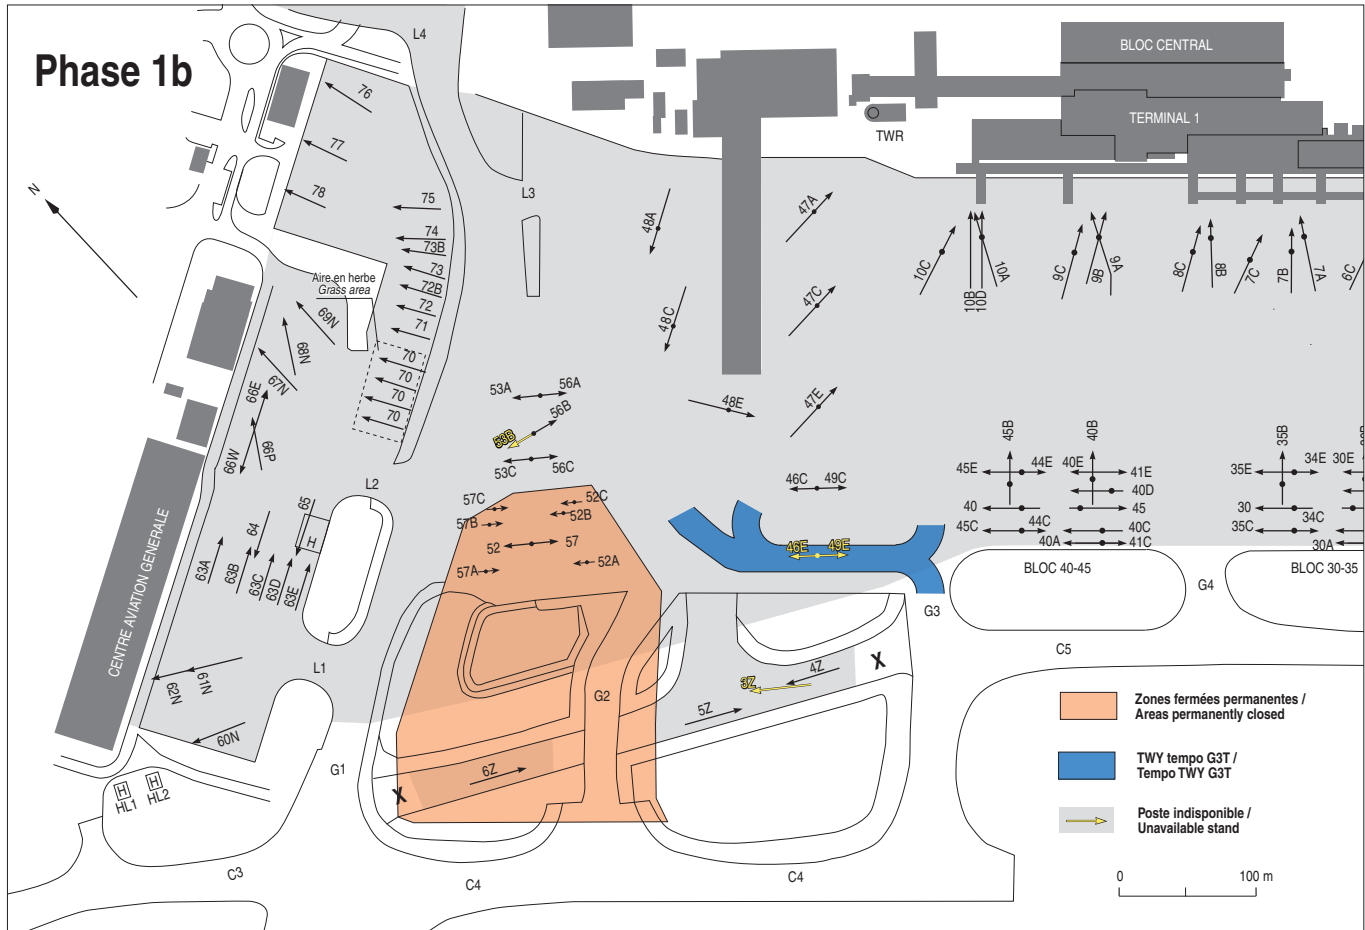 Phase 1b
L4
BLOC CENTRAL
TERMINAL 1
TWR
N
76
77
78
75
74
73B
73
72B
72
71
70
70
70
70
L3
48A
47A
48C
47C
48E
47E
10C
10B
10D
10A
9C
9B
9A
8C
8B
7C
7B
7A
6C
Aire en herbe
Grass area
69N
68N
67N
66E
66W
66P
53A
56A
56B
53B
53C
56C
L2
65
64
H
63A
63B
63C
63D
63E
CENTRE AVIATION GENERALE
57C
52C
57B
52B
52
57
57A
52A
46C
49C
46E
49E
45B
45E
44E
40
45C
44C
40B
40E
41E
40D
45
40C
40A
41C
35B
35E
34E
30E
30
34C
35C
30A
BLOC 40-45
BLOC 30-35
G4
G3
C5
L1
62N
61N
60N
G1
G2
3Z
4Z
5Z
6Z
X
X
H
HL1
H
HL2
C3
C4
C4
Zones fermées permanentes /
Areas permanently closed
TWY tempo G3T /
Tempo TWY G3T
Poste indisponible /
Unavailable stand
0
100 m